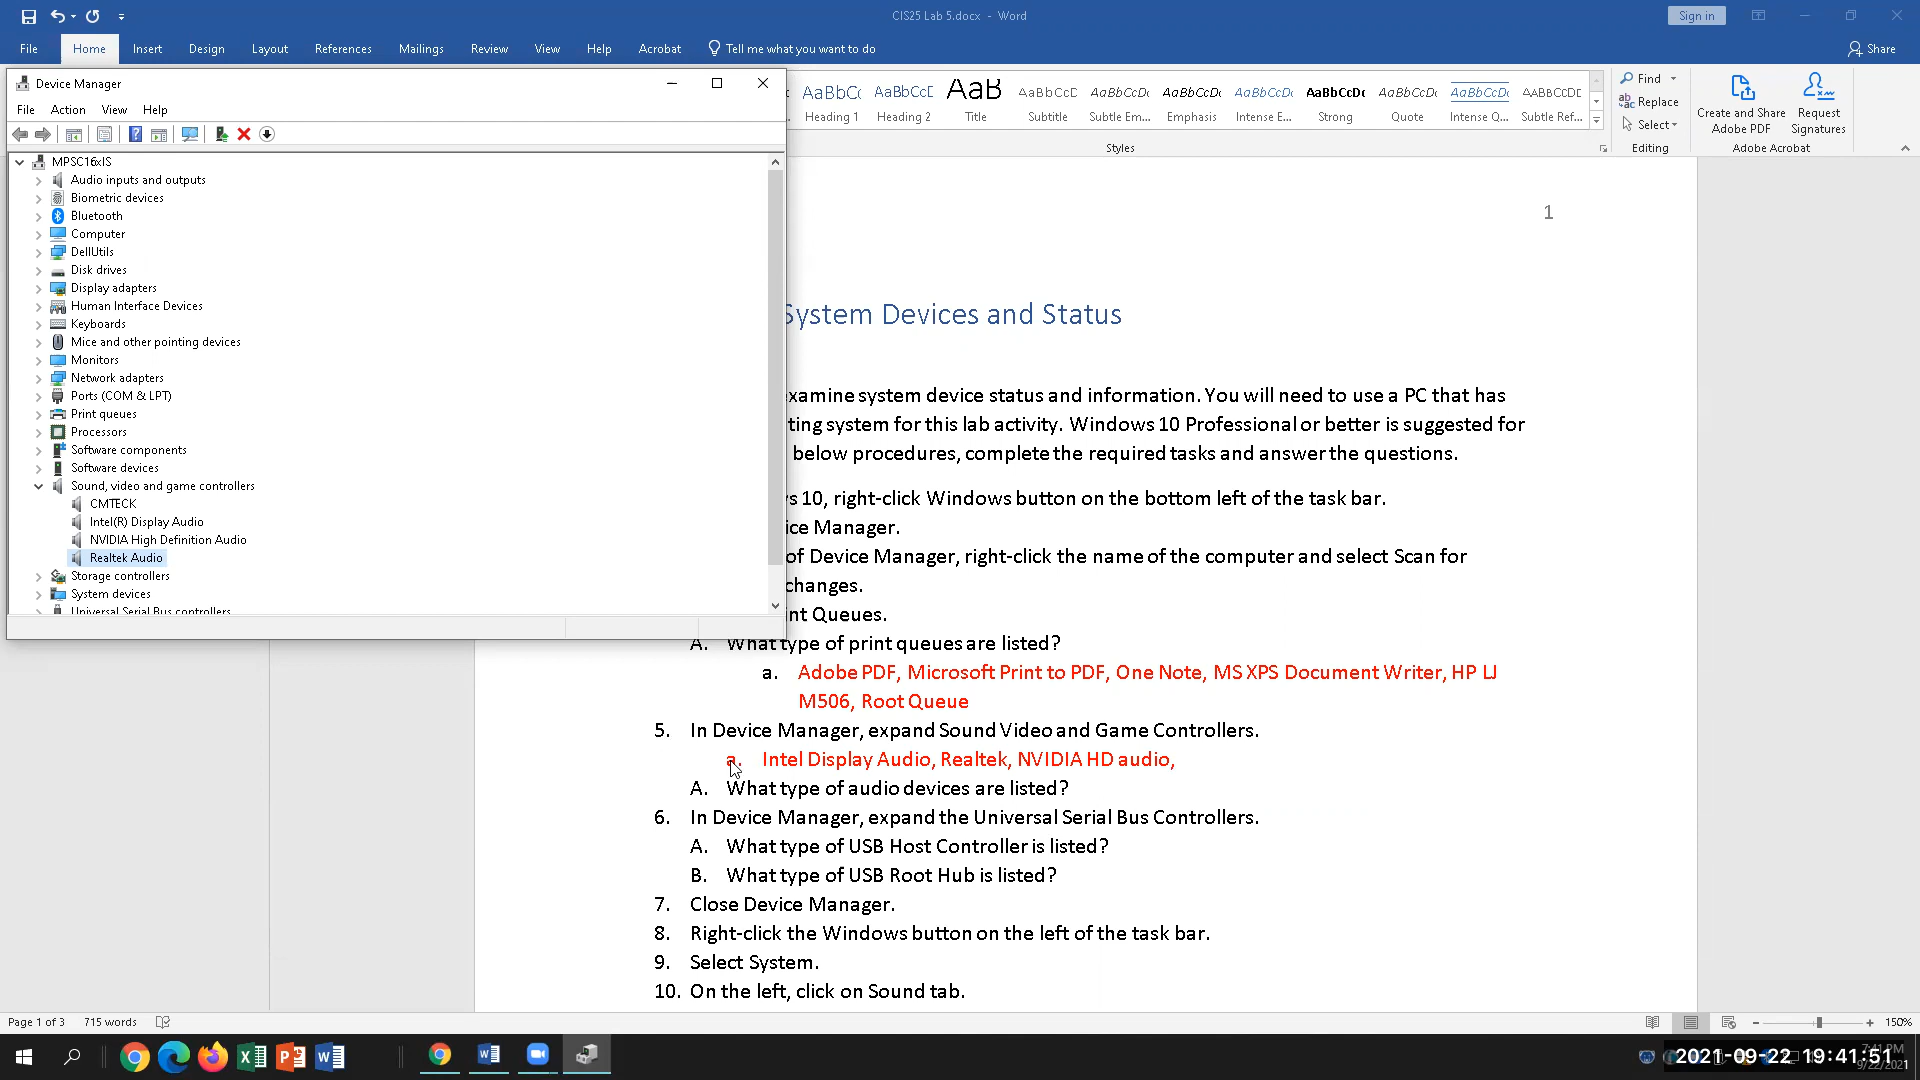 CIS25 Lab 5.docx - Word
Sign in
File Home Insert Design Layout References Mailings Review View Help Acrobat Tell me what you want to do Share
Device Manager
File Action View Help
MPSC16xIS
Audio inputs and outputs
Biometric devices
Bluetooth
Computer
DellUtils
Disk drives
Display adapters
Human Interface Devices
Keyboards
Mice and other pointing devices
Monitors
Network adapters
Ports (COM & LPT)
Print queues
Processors
Software components
Software devices
Sound, video and game controllers
CMTECK
Intel(R) Display Audio
NVIDIA High Definition Audio
Realtek Audio
Storage controllers
System devices
Universal Serial Bus controllers
AaBbCc AaBbCcE AaB AaBbCcD AaBbCcDc AaBbCcDc AaBbCcDc AaBbCcDc AaBbCcDc AaBbCcDc AABBCCDE
Heading 1 Heading 2 Title Subtitle Subtle Em... Emphasis Intense E... Strong Quote Intense Q... Subtle Ref...
Styles
Find
Replace
Select
Editing
Create and Share
Adobe PDF
Request
Signatures
Adobe Acrobat
1
System Devices and Status
examine system device status and information. You will need to use a PC that has
ting system for this lab activity. Windows 10 Professional or better is suggested for
below procedures, complete the required tasks and answer the questions.
s 10, right-click Windows button on the bottom left of the task bar.
ice Manager.
of Device Manager, right-click the name of the computer and select Scan for
changes.
nt Queues.
A. What type of print queues are listed?
a. Adobe PDF, Microsoft Print to PDF, One Note, MS XPS Document Writer, HP LJ
M506, Root Queue
5. In Device Manager, expand Sound Video and Game Controllers.
a. Intel Display Audio, Realtek, NVIDIA HD audio,
A. What type of audio devices are listed?
6. In Device Manager, expand the Universal Serial Bus Controllers.
A. What type of USB Host Controller is listed?
B. What type of USB Root Hub is listed?
7. Close Device Manager.
8. Right-click the Windows button on the left of the task bar.
9. Select System.
10. On the left, click on Sound tab.
Page 1 of 3 715 words
150%
7:41 PM
2021-09-22 19:41:51
9/22/2021